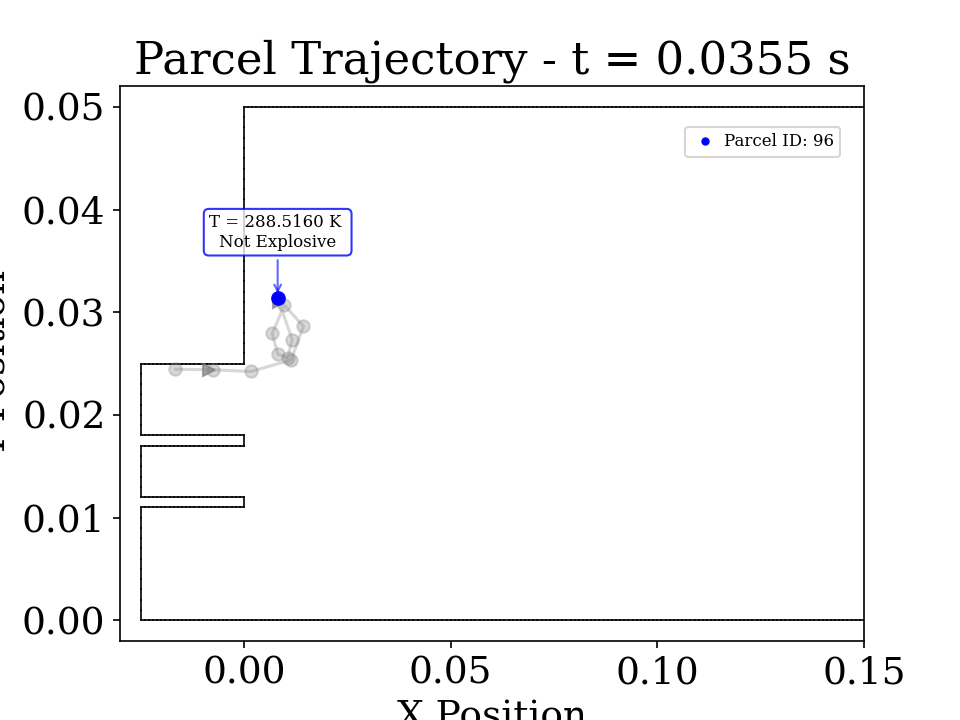 Parcel Trajectory - t = 0.0355 s
0.05
Parcel ID: 96
0.04
T = 288.5160 K
Not Explosive
0.03
0.02
0.01
0.00
0.00 0.05 0.10 0.15
X Position